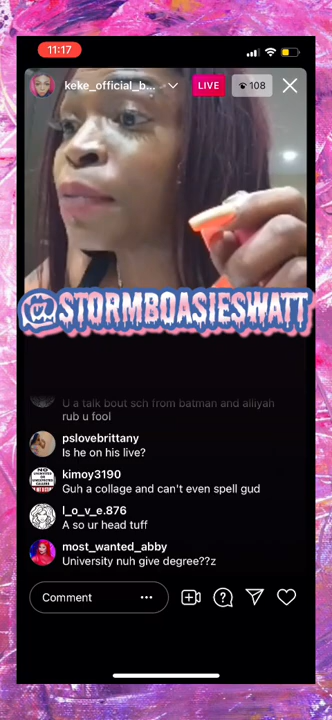 11:17
keke_official_b...
LIVE
108
@STORMBOASIESWATT
U a talk bout sch from batman and alliyah
rub u fool
pslovebrittany
Is he on his live?
kimoy3190
Guh a collage and can't even spell gud
l_o_v_e.876
A so ur head tuff
most_wanted_abby
University nuh give degree??z
Comment